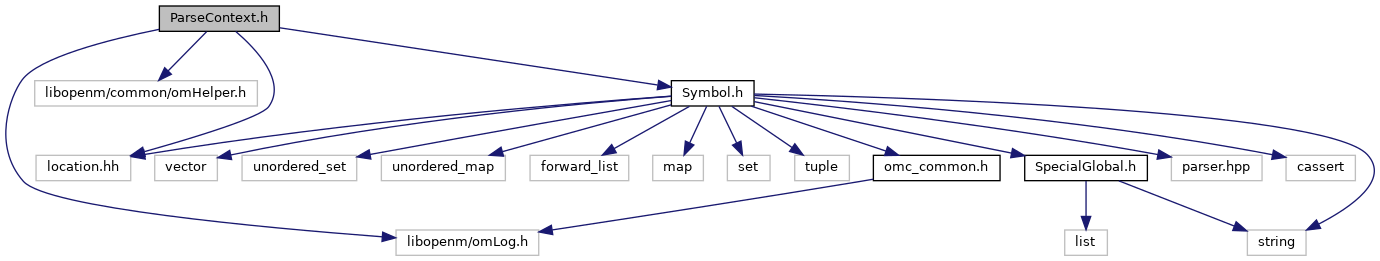 ParseContext.h
libopenm/common/omHelper.h
Symbol.h
location.hh
vector
unordered_set
unordered_map
forward_list
map
set
tuple
omc_common.h
SpecialGlobal.h
parser.hpp
cassert
libopenm/omLog.h
list
string